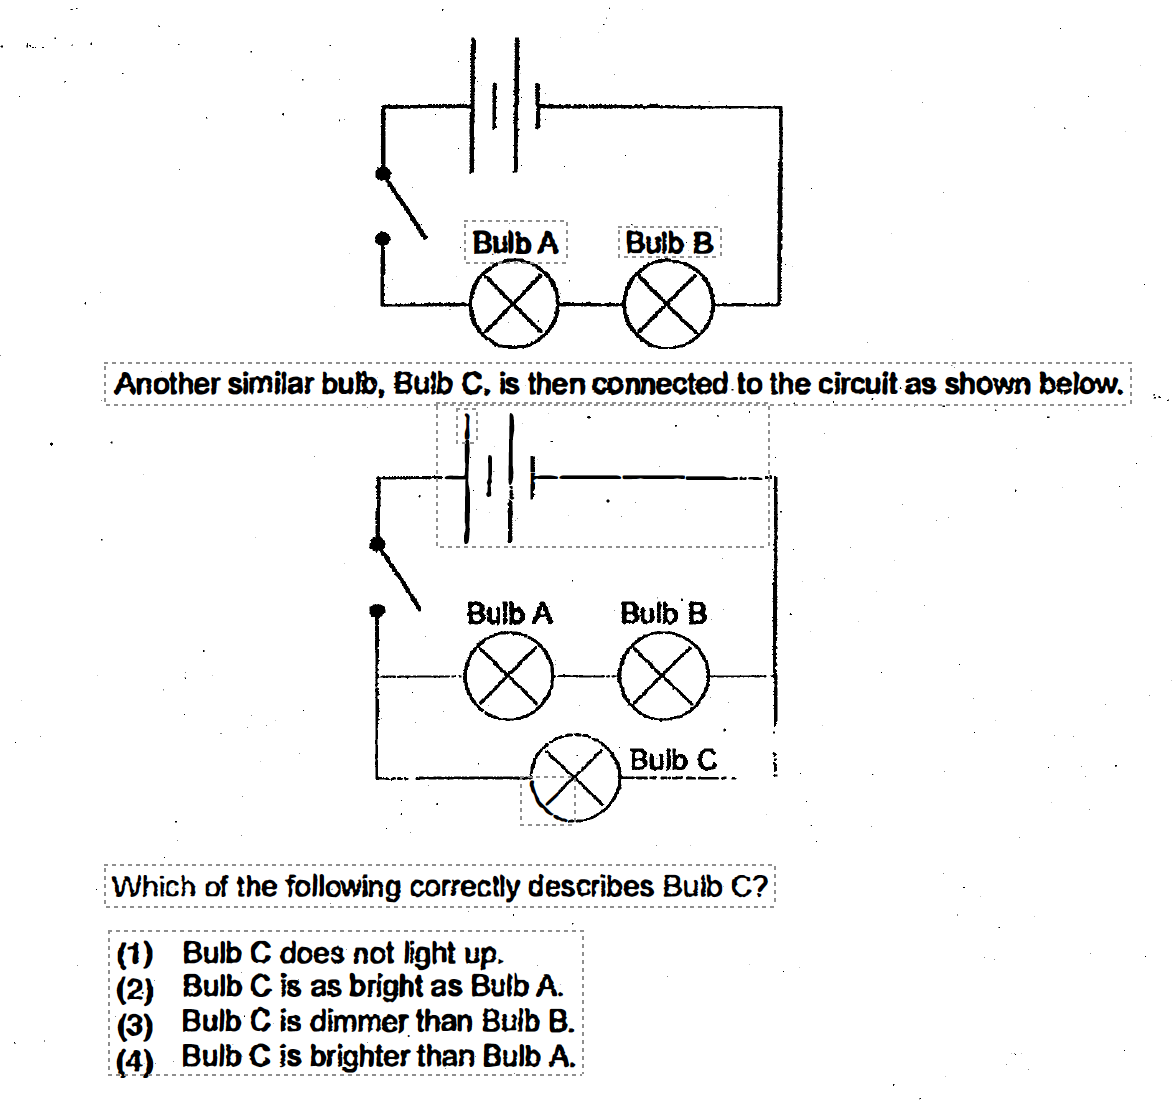 Bulb A
Bulb B
Another similar bulb, Bulb C, is then connected to the circuit as shown below.
Bulb A
Bulb B
Bulb C
Which of the following correctly describes Bulb C?
(1) Bulb C does not light up.
(2) Bulb C is as bright as Bulb A.
(3) Bulb C is dimmer than Bulb B.
(4) Bulb C is brighter than Bulb A.